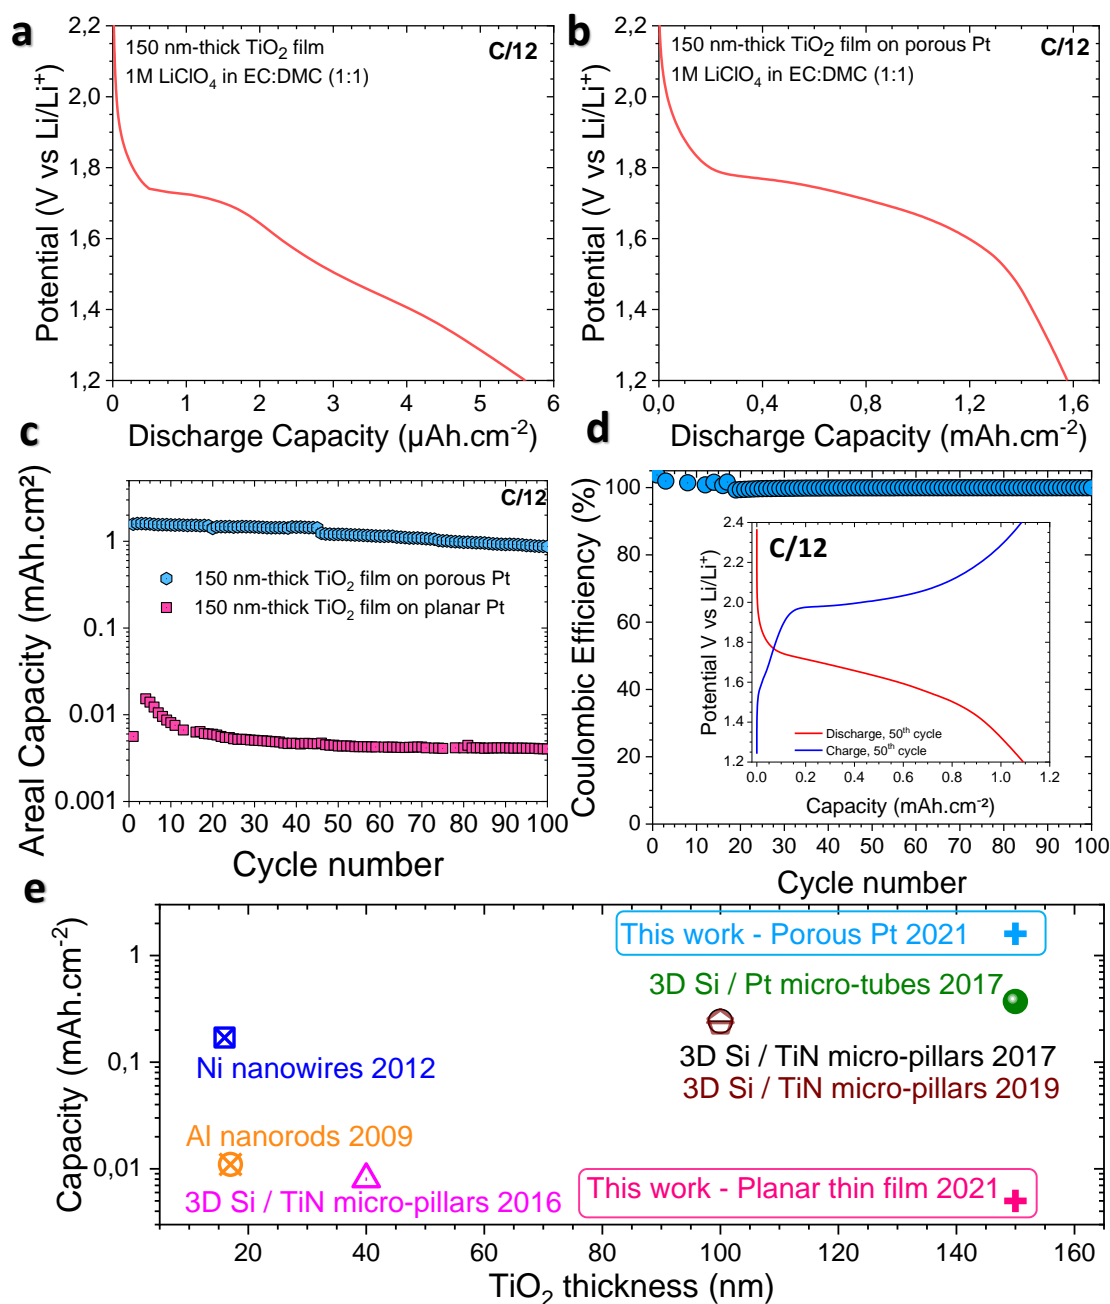 a
2,2
2,0
1,8
1,6
1,4
1,2
Potential (V vs Li/Li⁺)
150 nm-thick TiO₂ film
1M LiClO₄ in EC:DMC (1:1)
C/12
0 1 2 3 4 5 6
Discharge Capacity (µAh.cm⁻²)
b
2,2
2,0
1,8
1,6
1,4
1,2
Potential (V vs Li/Li⁺)
150 nm-thick TiO₂ film on porous Pt
1M LiClO₄ in EC:DMC (1:1)
C/12
0,0 0,4 0,8 1,2 1,6
Discharge Capacity (mAh.cm⁻²)
c
Areal Capacity (mAh.cm²)
1
0.1
0.01
0.001
C/12
150 nm-thick TiO₂ film on porous Pt
150 nm-thick TiO₂ film on planar Pt
0 10 20 30 40 50 60 70 80 90 100
Cycle number
d
Coulombic Efficiency (%)
100
80
60
40
20
0
C/12
Potential V vs Li/Li⁺)
2.4
2.2
2.0
1.8
1.6
1.4
1.2
Discharge, 50ᵗʰ cycle
Charge, 50ᵗʰ cycle
0.0 0.2 0.4 0.6 0.8 1.0 1.2
Capacity (mAh.cm⁻²)
0 10 20 30 40 50 60 70 80 90 100
Cycle number
e
Capacity (mAh.cm⁻²)
1
0,1
0,01
This work - Porous Pt 2021
3D Si / Pt micro-tubes 2017
3D Si / TiN micro-pillars 2017
3D Si / TiN micro-pillars 2019
Ni nanowires 2012
Al nanorods 2009
3D Si / TiN micro-pillars 2016
This work - Planar thin film 2021
20 40 60 80 100 120 140 160
TiO₂ thickness (nm)